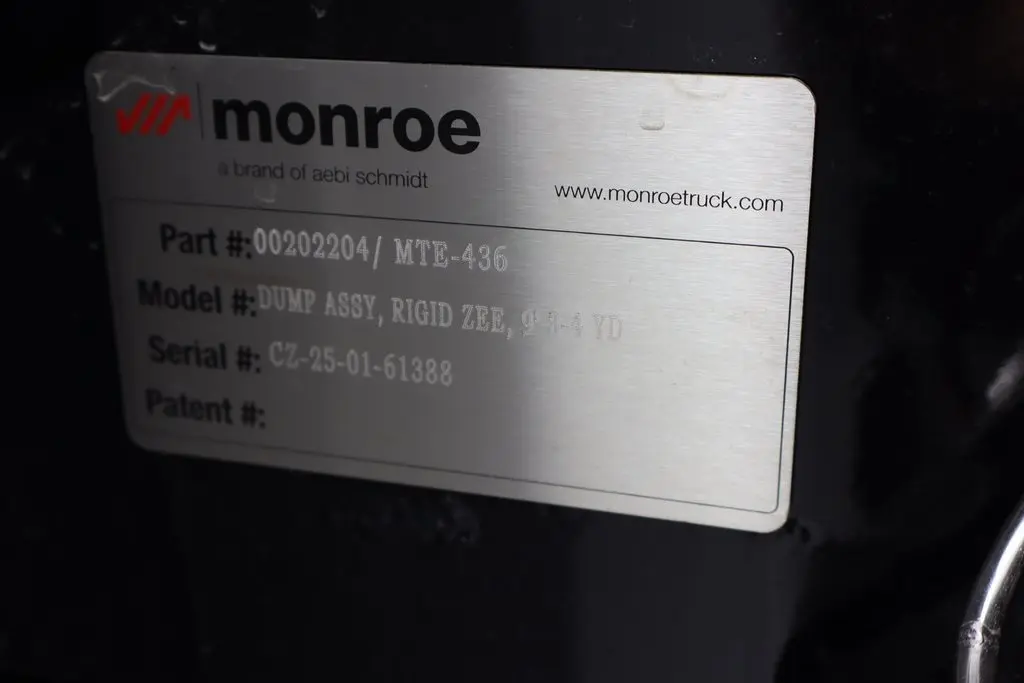 monroe
a brand of aebi schmidt
www.monroetruck.com
Part #: 00202204/ MTE-436
Model #: DUMP ASSY, RIGID ZEE, YD
Serial #: CZ-25-01-61388
Patent #: